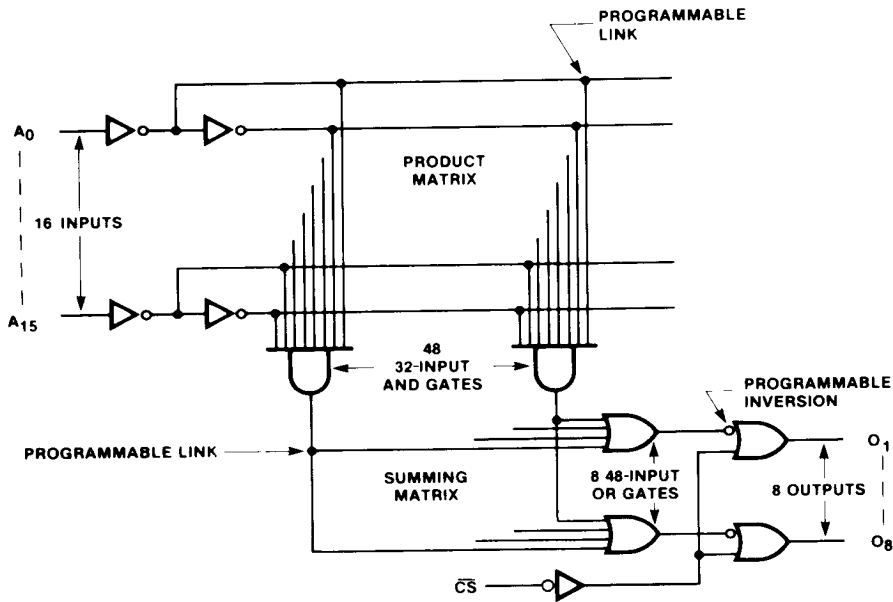 PROGRAMMABLE
LINK
A0
PRODUCT
MATRIX
16 INPUTS
A15
48
32-INPUT
AND GATES
PROGRAMMABLE
INVERSION
O1
PROGRAMMABLE LINK
SUMMING
MATRIX
8 48-INPUT
OR GATES
8 OUTPUTS
O8
C̅S̅